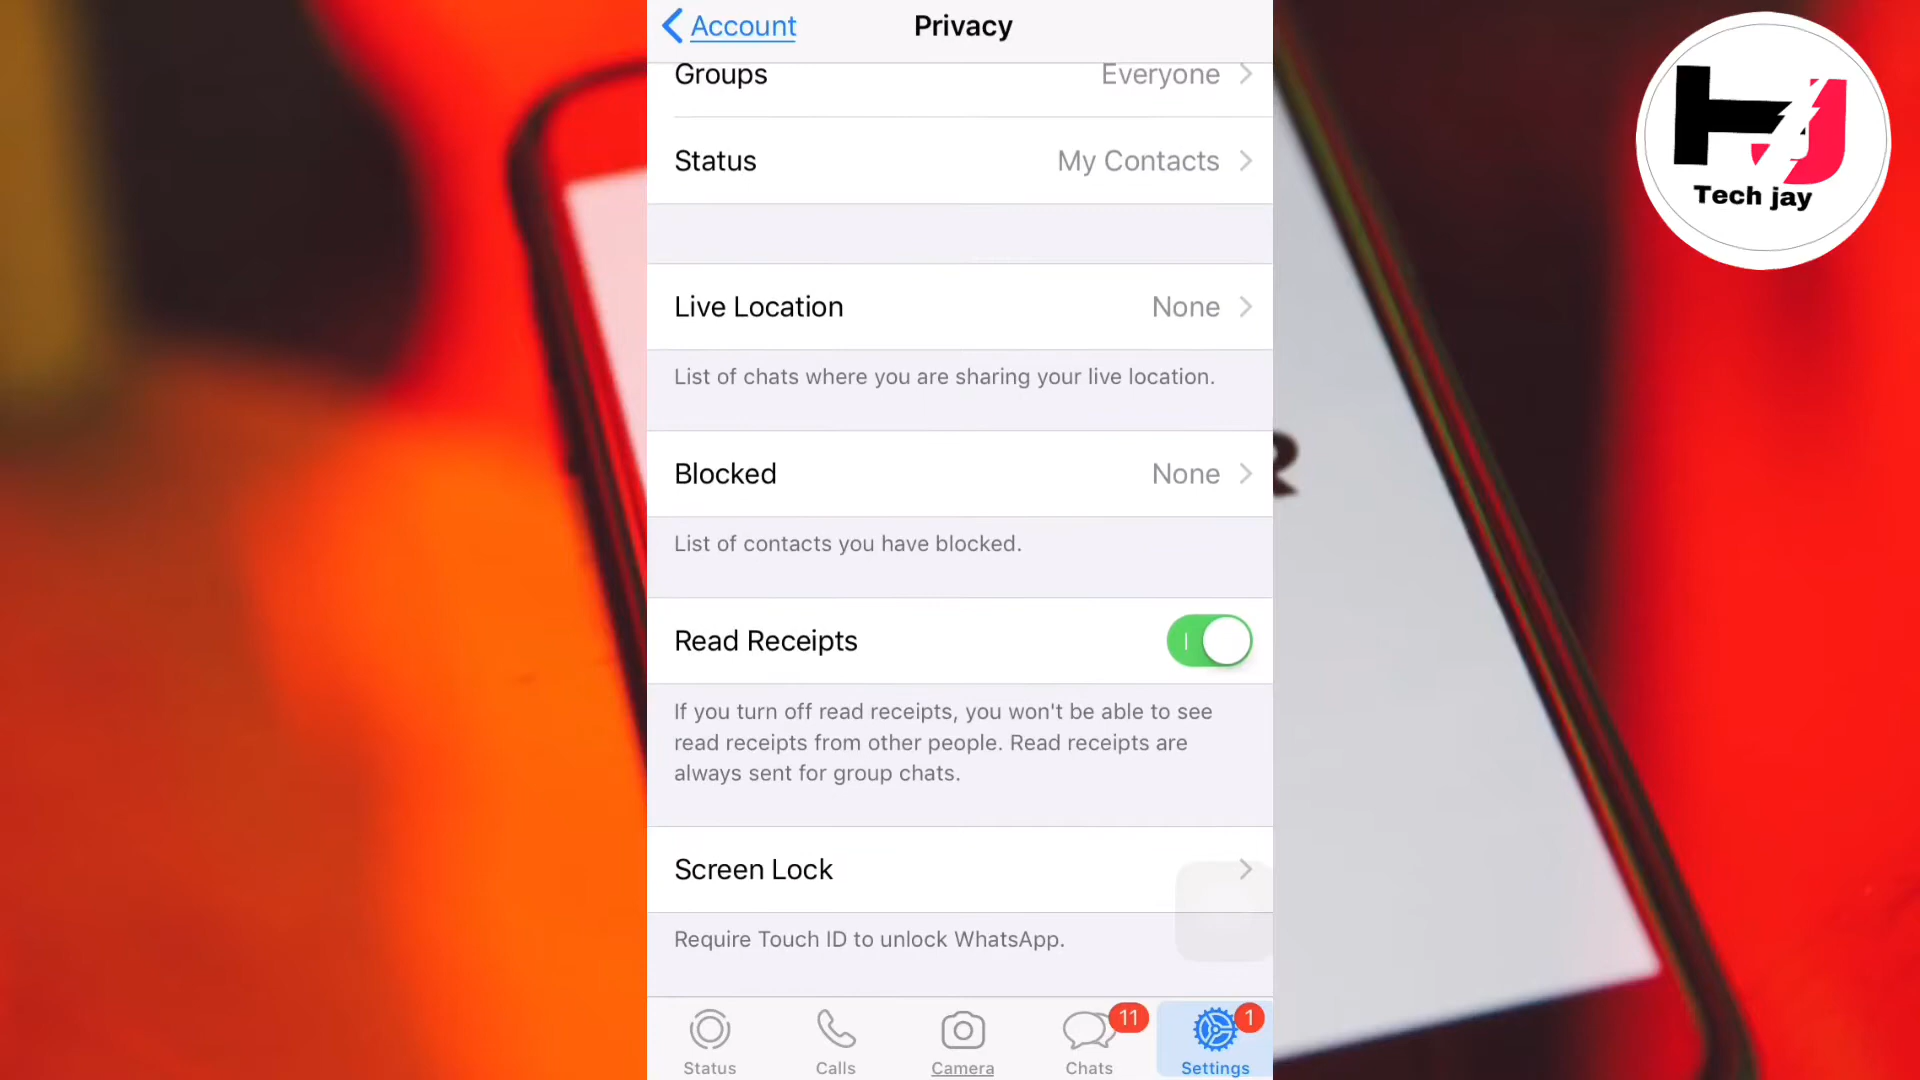 Account
Privacy
Groups
Everyone
Status
My Contacts
Live Location
None
List of chats where you are sharing your live location.
Blocked
None
List of contacts you have blocked.
Read Receipts
If you turn off read receipts, you won't be able to see
read receipts from other people. Read receipts are
always sent for group chats.
Screen Lock
Require Touch ID to unlock WhatsApp.
Status
Calls
Camera
11
Chats
1
Settings
HJ
Tech jay
R